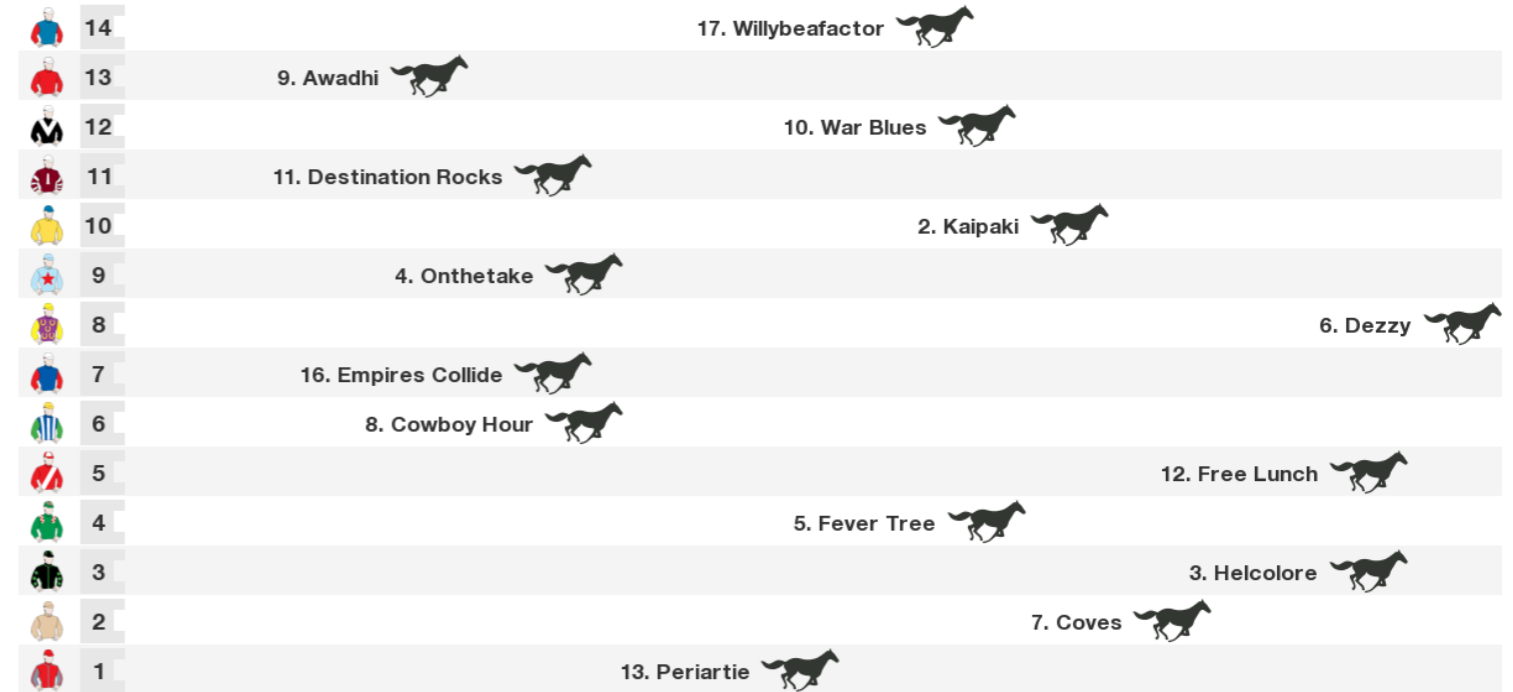 14 17. Willybeafactor
13 9. Awadhi
12 10. War Blues
11 11. Destination Rocks
10 2. Kaipaki
9 4. Onthetake
8 6. Dezzy
7 16. Empires Collide
6 8. Cowboy Hour
5 12. Free Lunch
4 5. Fever Tree
3 3. Helcolore
2 7. Coves
1 13. Periartie